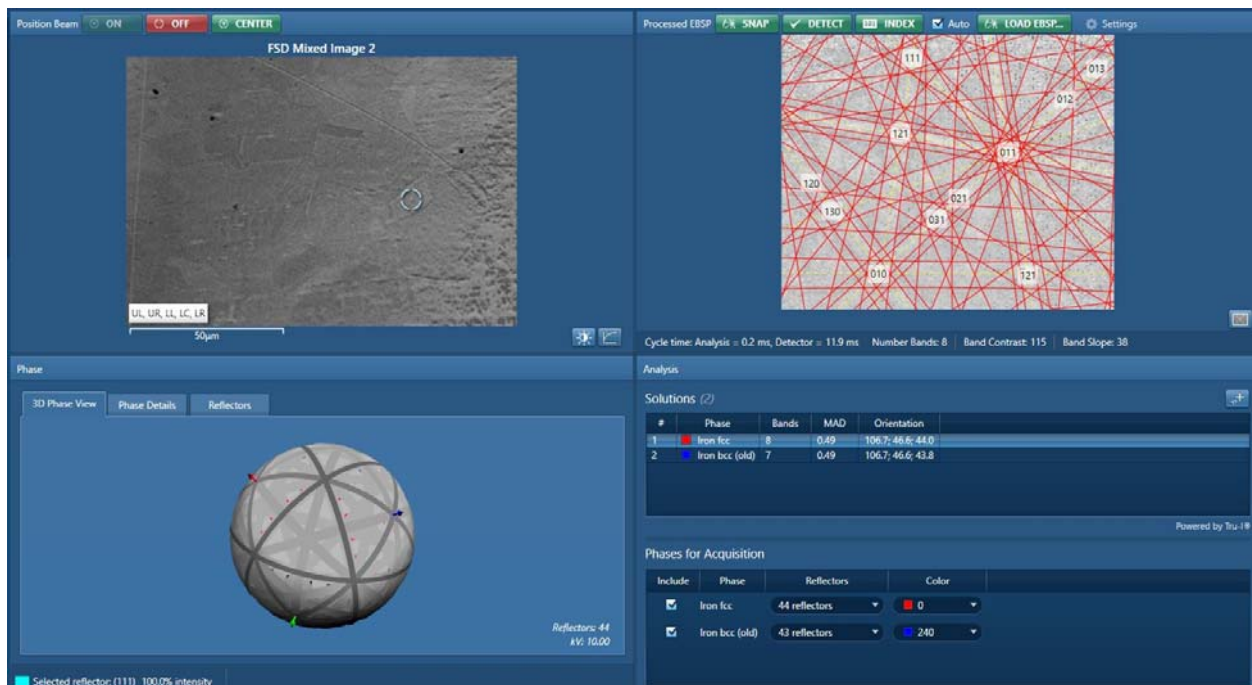 Position Beam ON OFF CENTER
FSD Mixed Image 2
UL, UR, LL, LC, LR
50µm
Processed EBSP SNAP DETECT INDEX Auto LOAD EBSP... Settings
111
013
012
121
011
120
021
130
031
010
121
Cycle time: Analysis = 0.2 ms, Detector = 11.9 ms Number Bands: 8 Band Contrast: 115 Band Slope: 38
Phase
3D Phase View Phase Details Reflectors
Reflectors: 44
kV: 10.00
Selected reflector: (111) 100.0% intensity
Analysis
Solutions (2)
# Phase Bands MAD Orientation
1 Iron fcc 8 0.49 106.7; 46.6; 44.0
2 Iron bcc (old) 7 0.49 106.7; 46.6; 43.8
Powered by Tru-I®
Phases for Acquisition
Include Phase Reflectors Color
Iron fcc 44 reflectors 0
Iron bcc (old) 43 reflectors 240